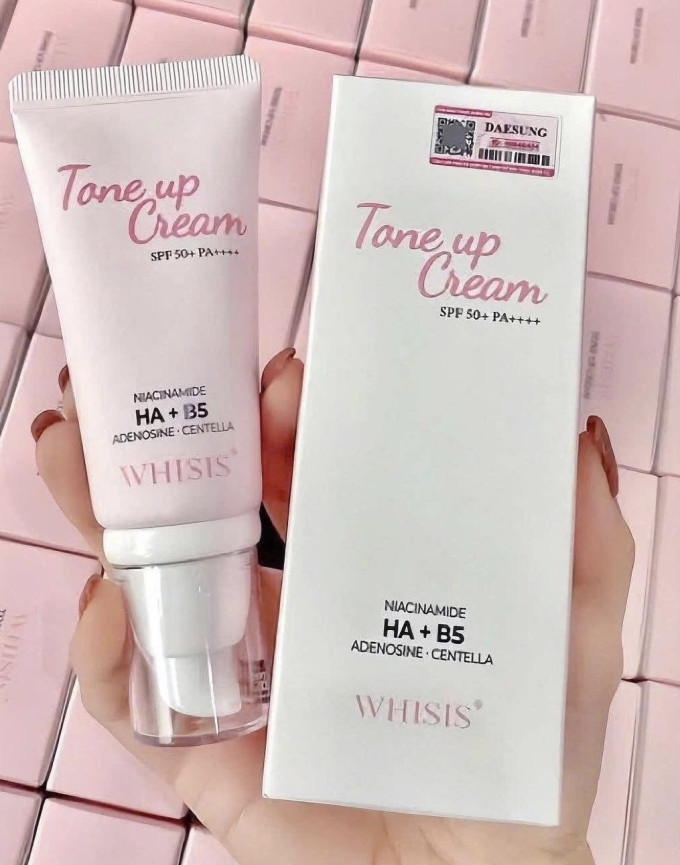 Tone up
Cream
SPF 50+ PA++++
NIACINAMIDE
HA + B5
ADENOSINE · CENTELLA
WHISIS
DAESUNG
Tone up
Cream
SPF 50+ PA++++
NIACINAMIDE
HA + B5
ADENOSINE · CENTELLA
WHISIS